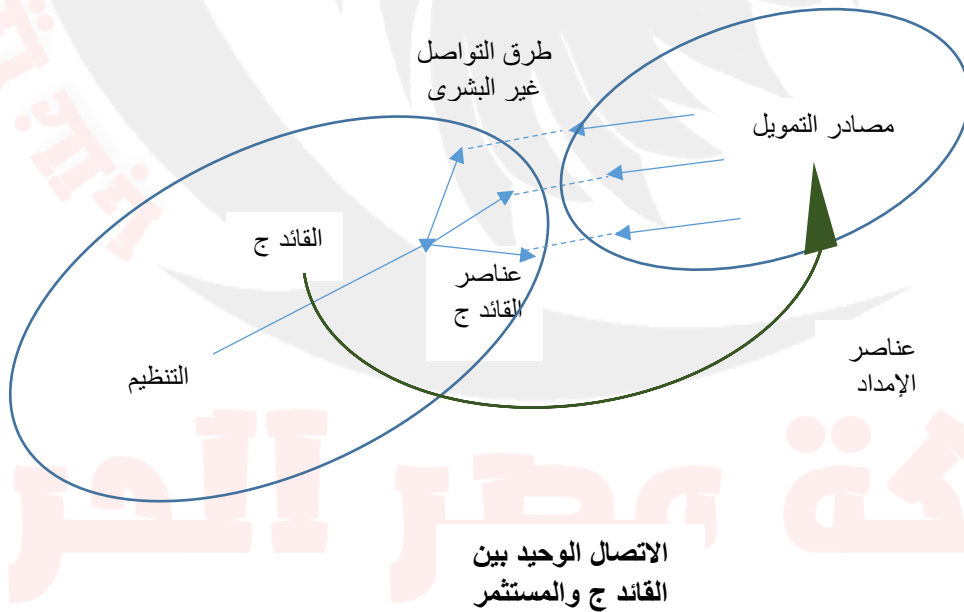 طرق التواصل
غير البشرى
مصادر التمويل
القائد ج
عناصر
القائد ج
التنظيم
عناصر
الإمداد
الاتصال الوحيد بين
القائد ج والمستثمر